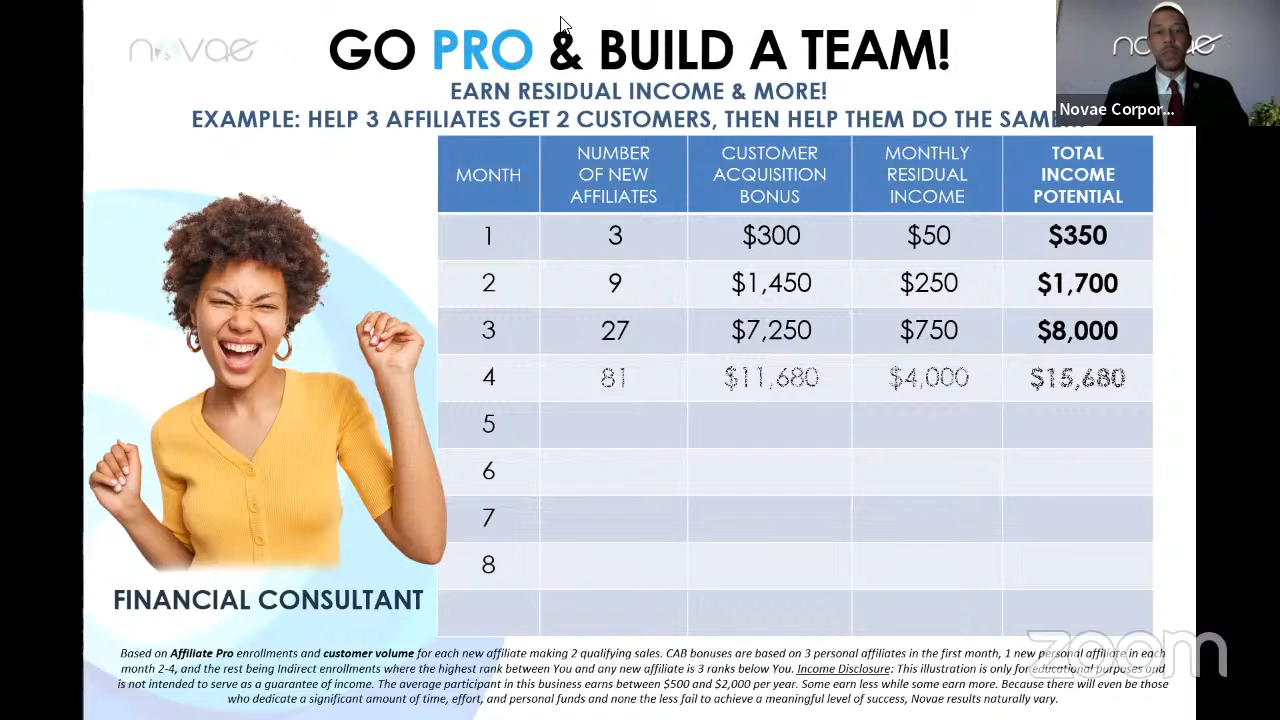 novae
GO PRO & BUILD A TEAM!
EARN RESIDUAL INCOME & MORE!
EXAMPLE: HELP 3 AFFILIATES GET 2 CUSTOMERS, THEN HELP THEM DO THE SAME
Novae Corpor...
MONTH NUMBER OF NEW AFFILIATES CUSTOMER ACQUISITION BONUS MONTHLY RESIDUAL INCOME TOTAL INCOME POTENTIAL
1 3 $300 $50 $350
2 9 $1,450 $250 $1,700
3 27 $7,250 $750 $8,000
4 81 $11,680 $4,000 $15,680
5
6
7
8
FINANCIAL CONSULTANT
Based on Affiliate Pro enrollments and customer volume for each new affiliate making 2 qualifying sales. CAB bonuses are based on 3 personal affiliates in the first month, 1 new personal affiliate in each
month 2-4, and the rest being Indirect enrollments where the highest rank between You and any new affiliate is 3 ranks below You. Income Disclosure: This illustration is only for educational purposes and
is not intended to serve as a guarantee of income. The average participant in this business earns between $500 and $2,000 per year. Some earn less while some earn more. Because there will even be those
who dedicate a significant amount of time, effort, and personal funds and none the less fail to achieve a meaningful level of success, Novae results naturally vary.
zoom